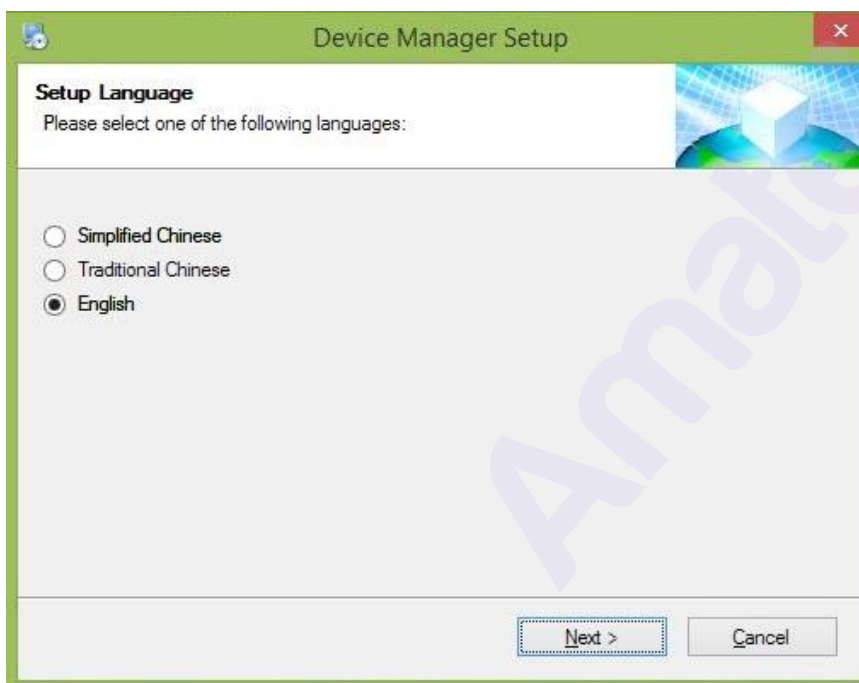 Device Manager Setup
Setup Language
Please select one of the following languages:
Simplified Chinese
Traditional Chinese
English
Next >
Cancel